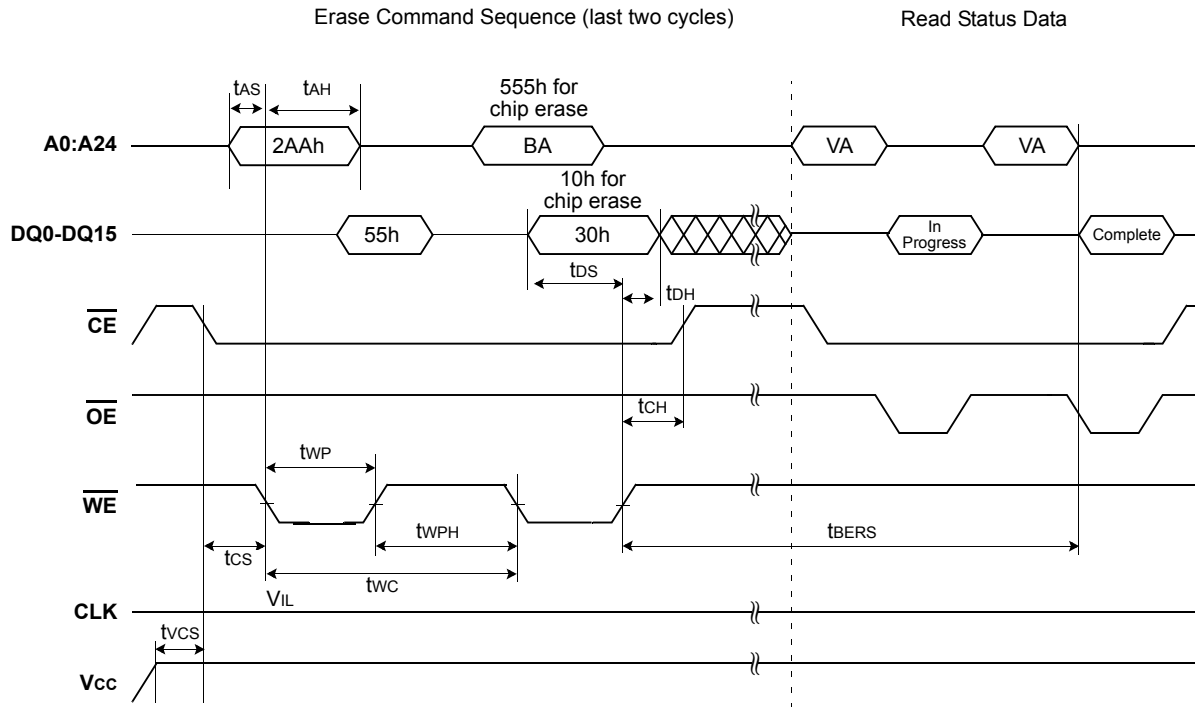 Erase Command Sequence (last two cycles)
Read Status Data
tAS
tAH
555h for
chip erase
A0:A24
2AAh
BA
VA
VA
10h for
chip erase
DQ0-DQ15
55h
30h
In
Progress
Complete
tDS
tDH
CE
OE
tCH
tWP
WE
tWPH
tBERS
tCS
tWC
VIL
CLK
tVCS
VCC